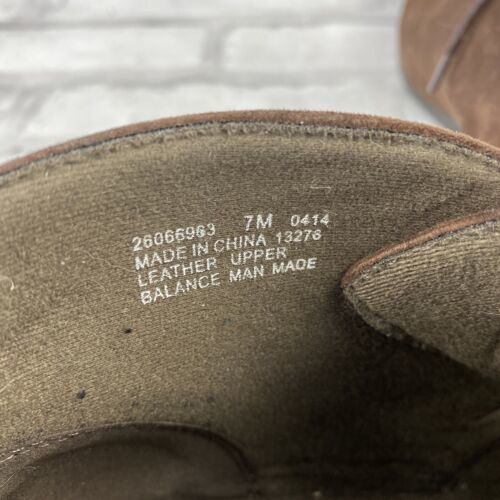 26066963 7M 0414
MADE IN CHINA 13276
LEATHER UPPER
BALANCE MAN MADE